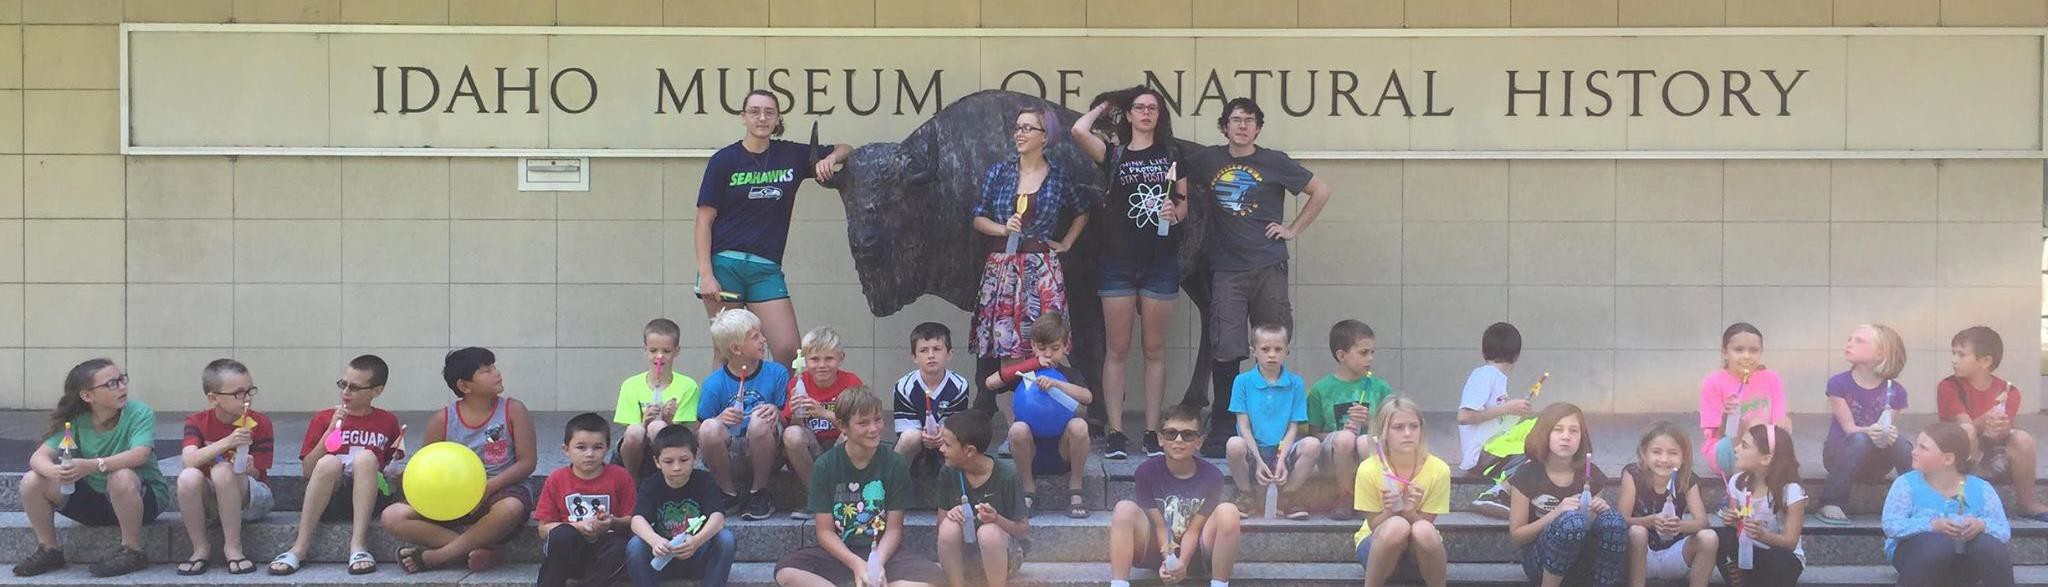 IDAHO MUSEUM OF NATURAL HISTORY
SEAHAWKS
THINK LIKE
A PROTON &
STAY POSITIVE